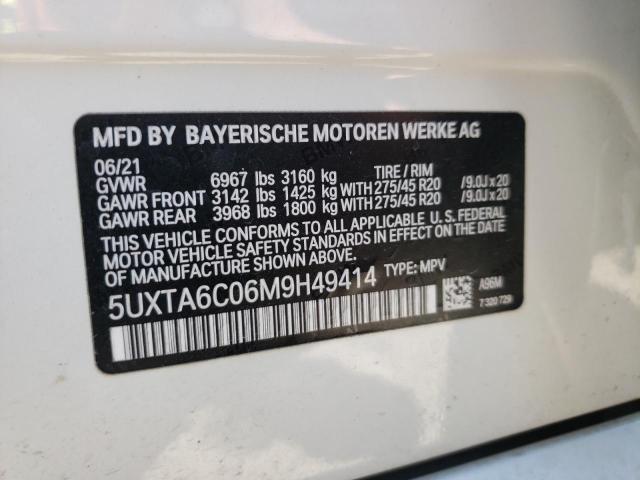 MFD BY BAYERISCHE MOTOREN WERKE AG
06/21 TIRE / RIM
GVWR 6967 lbs 3160 kg
GAWR FRONT 3142 lbs 1425 kg WITH 275/45 R20 /9.0J x 20
GAWR REAR 3968 lbs 1800 kg WITH 275/45 R20 /9.0J x 20
THIS VEHICLE CONFORMS TO ALL APPLICABLE U.S. FEDERAL
MOTOR VEHICLE SAFETY STANDARDS IN EFFECT ON THE
DATE OF MANUFACTURE SHOWN ABOVE.
5UXTA6C06M9H49414 TYPE: MPV
A96M
7 320 729